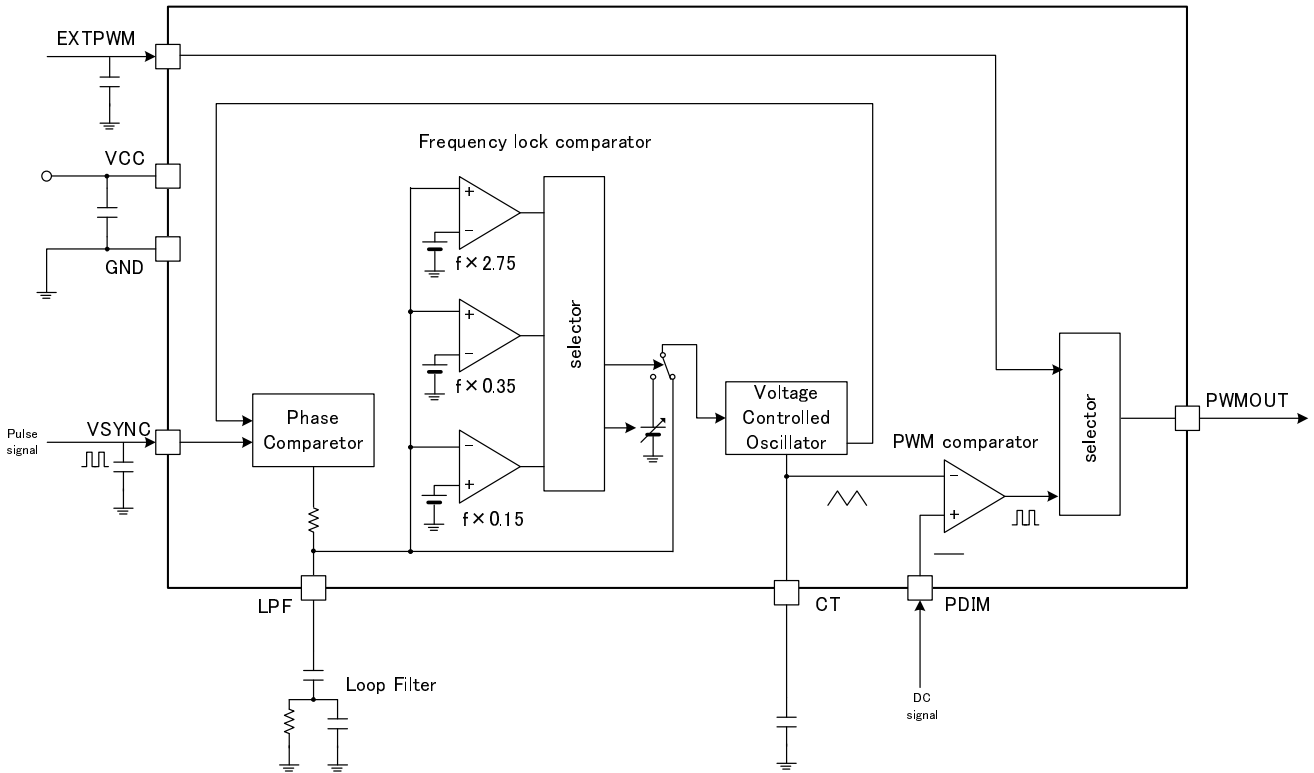 EXTPWM
Frequency lock comparator
VCC
+
−
f×2.75
GND
+
−
f×0.35
selector
Phase
Comparetor
Voltage
Controlled
Oscillator
selector
PWMOUT
Pulse
signal
VSYNC
PWM comparator
−
+
f×0.15
−
+
LPF
CT
PDIM
Loop Filter
DC
signal